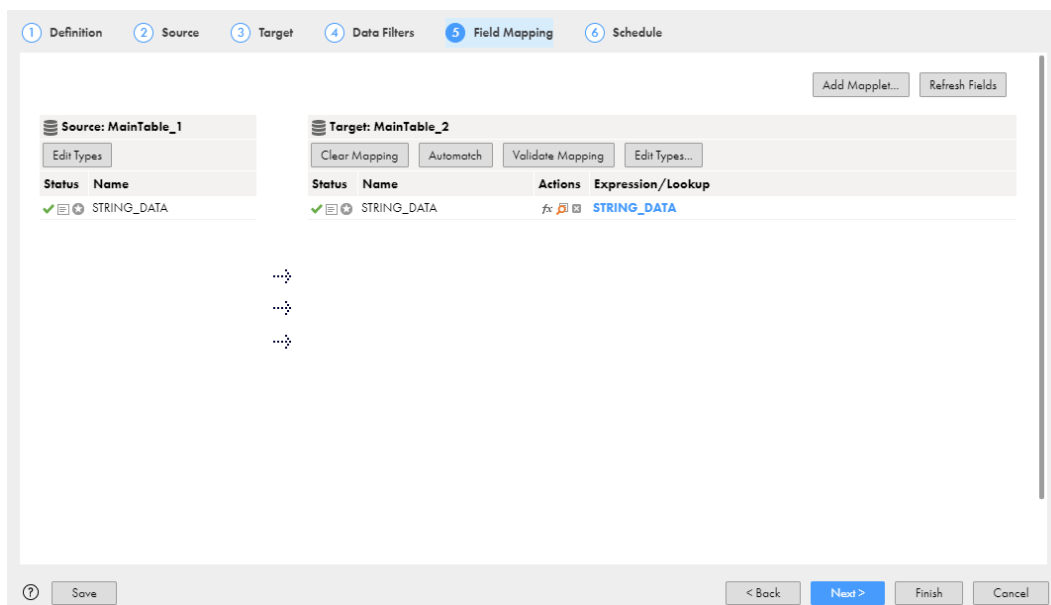 1 Definition 2 Source 3 Target 4 Data Filters 5 Field Mapping 6 Schedule
Add Mapplet... Refresh Fields
Source: MainTable_1 Target: MainTable_2
Edit Types Clear Mapping Automatch Validate Mapping Edit Types...
Status Name Status Name Actions Expression/Lookup
STRING_DATA STRING_DATA fx STRING_DATA
? Save < Back Next > Finish Cancel